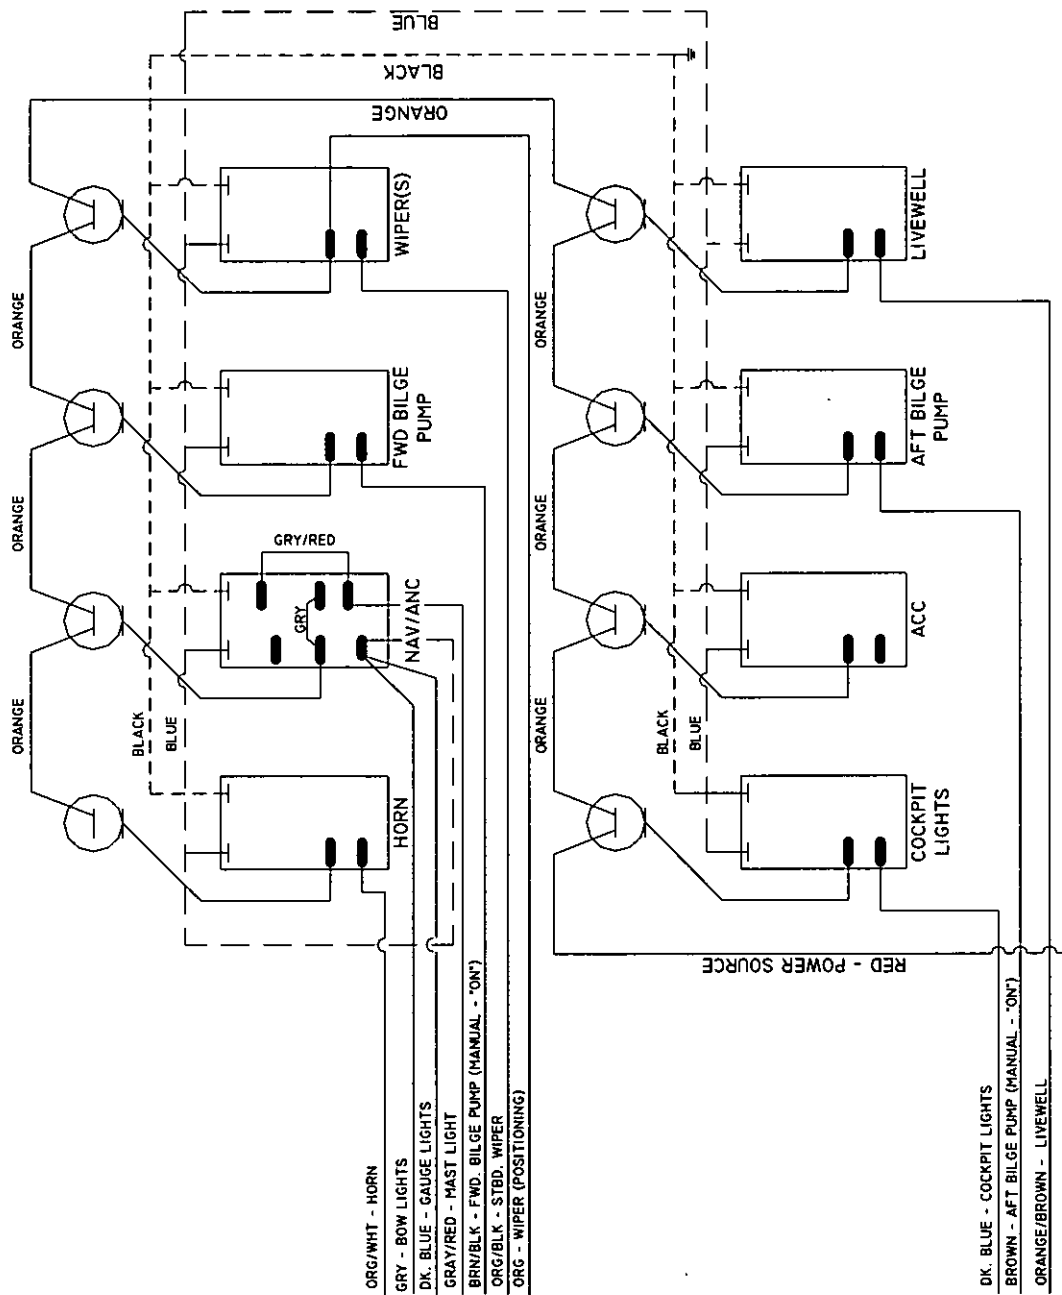 BLUE
BLACK
ORANGE
ORANGE
ORANGE
ORANGE
WIPER(S)
FWD BILGE
PUMP
GRY/RED
GRY
NAV/ANC
BLACK
BLUE
HORN
ORG/WHT - HORN
GRY - BOW LIGHTS
DK. BLUE - GAUGE LIGHTS
GRAY/RED - MAST LIGHT
BRN/BLK - FWD. BILGE PUMP (MANUAL - "ON")
ORG/BLK - STBD. WIPER
ORG - WIPER (POSITIONING)
ORANGE
ORANGE
ORANGE
LIVEWELL
AFT BILGE
PUMP
ACC
BLACK
BLUE
COCKPIT
LIGHTS
RED - POWER SOURCE
DK. BLUE - COCKPIT LIGHTS
BROWN - AFT BILGE PUMP (MANUAL - "ON")
ORANGE/BROWN - LIVEWELL